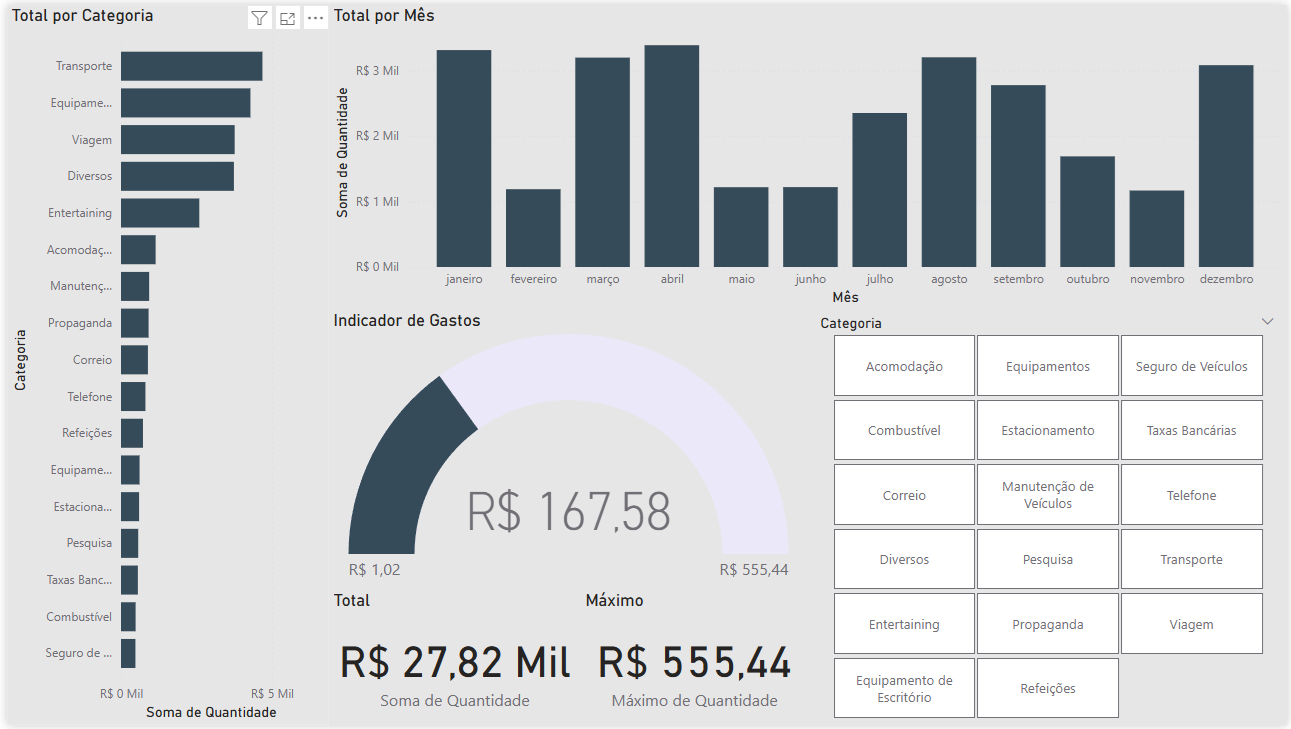 Total por Categoria
Categoria
Transporte
Equipame...
Viagem
Diversos
Entertaining
Acomodaç...
Manutenç...
Propaganda
Correio
Telefone
Refeições
Equipame...
Estaciona...
Pesquisa
Taxas Banc...
Combustível
Seguro de ...
R$ 0 Mil
R$ 5 Mil
Soma de Quantidade
Total por Mês
Soma de Quantidade
R$ 3 Mil
R$ 2 Mil
R$ 1 Mil
R$ 0 Mil
janeiro
fevereiro
março
abril
maio
junho
julho
agosto
setembro
outubro
novembro
dezembro
Mês
Indicador de Gastos
R$ 167,58
R$ 1,02
R$ 555,44
Total
R$ 27,82 Mil
Soma de Quantidade
Máximo
R$ 555,44
Máximo de Quantidade
Categoria
Acomodação
Equipamentos
Seguro de Veículos
Combustível
Estacionamento
Taxas Bancárias
Correio
Manutenção de
Veículos
Telefone
Diversos
Pesquisa
Transporte
Entertaining
Propaganda
Viagem
Equipamento de
Escritório
Refeições